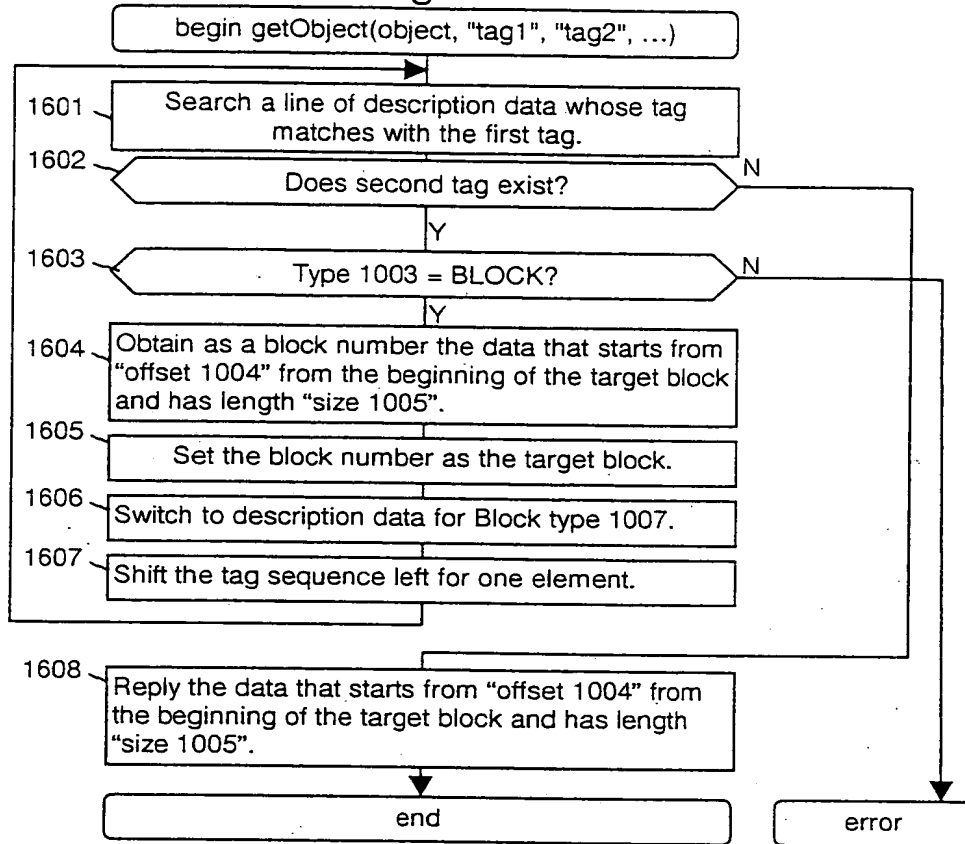 begin getObject(object, "tag1", "tag2", ...)
1601
Search a line of description data whose tag
matches with the first tag.
1602
Does second tag exist?
N
Y
1603
Type 1003 = BLOCK?
N
Y
1604
Obtain as a block number the data that starts from
"offset 1004" from the beginning of the target block
and has length "size 1005".
1605
Set the block number as the target block.
1606
Switch to description data for Block type 1007.
1607
Shift the tag sequence left for one element.
1608
Reply the data that starts from "offset 1004" from
the beginning of the target block and has length
"size 1005".
end
error